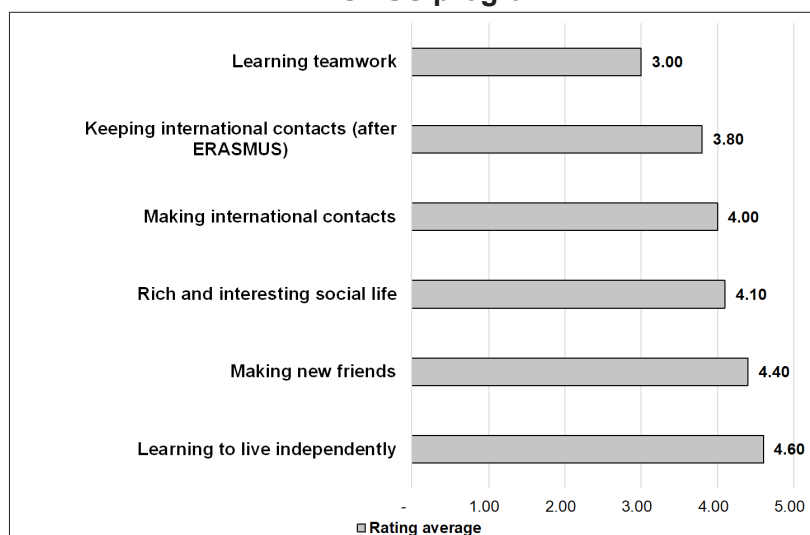 Learning teamwork
3.00
Keeping international contacts (after
ERASMUS)
3.80
Making international contacts
4.00
Rich and interesting social life
4.10
Making new friends
4.40
Learning to live independently
4.60
- 1.00 2.00 3.00 4.00 5.00
Rating average